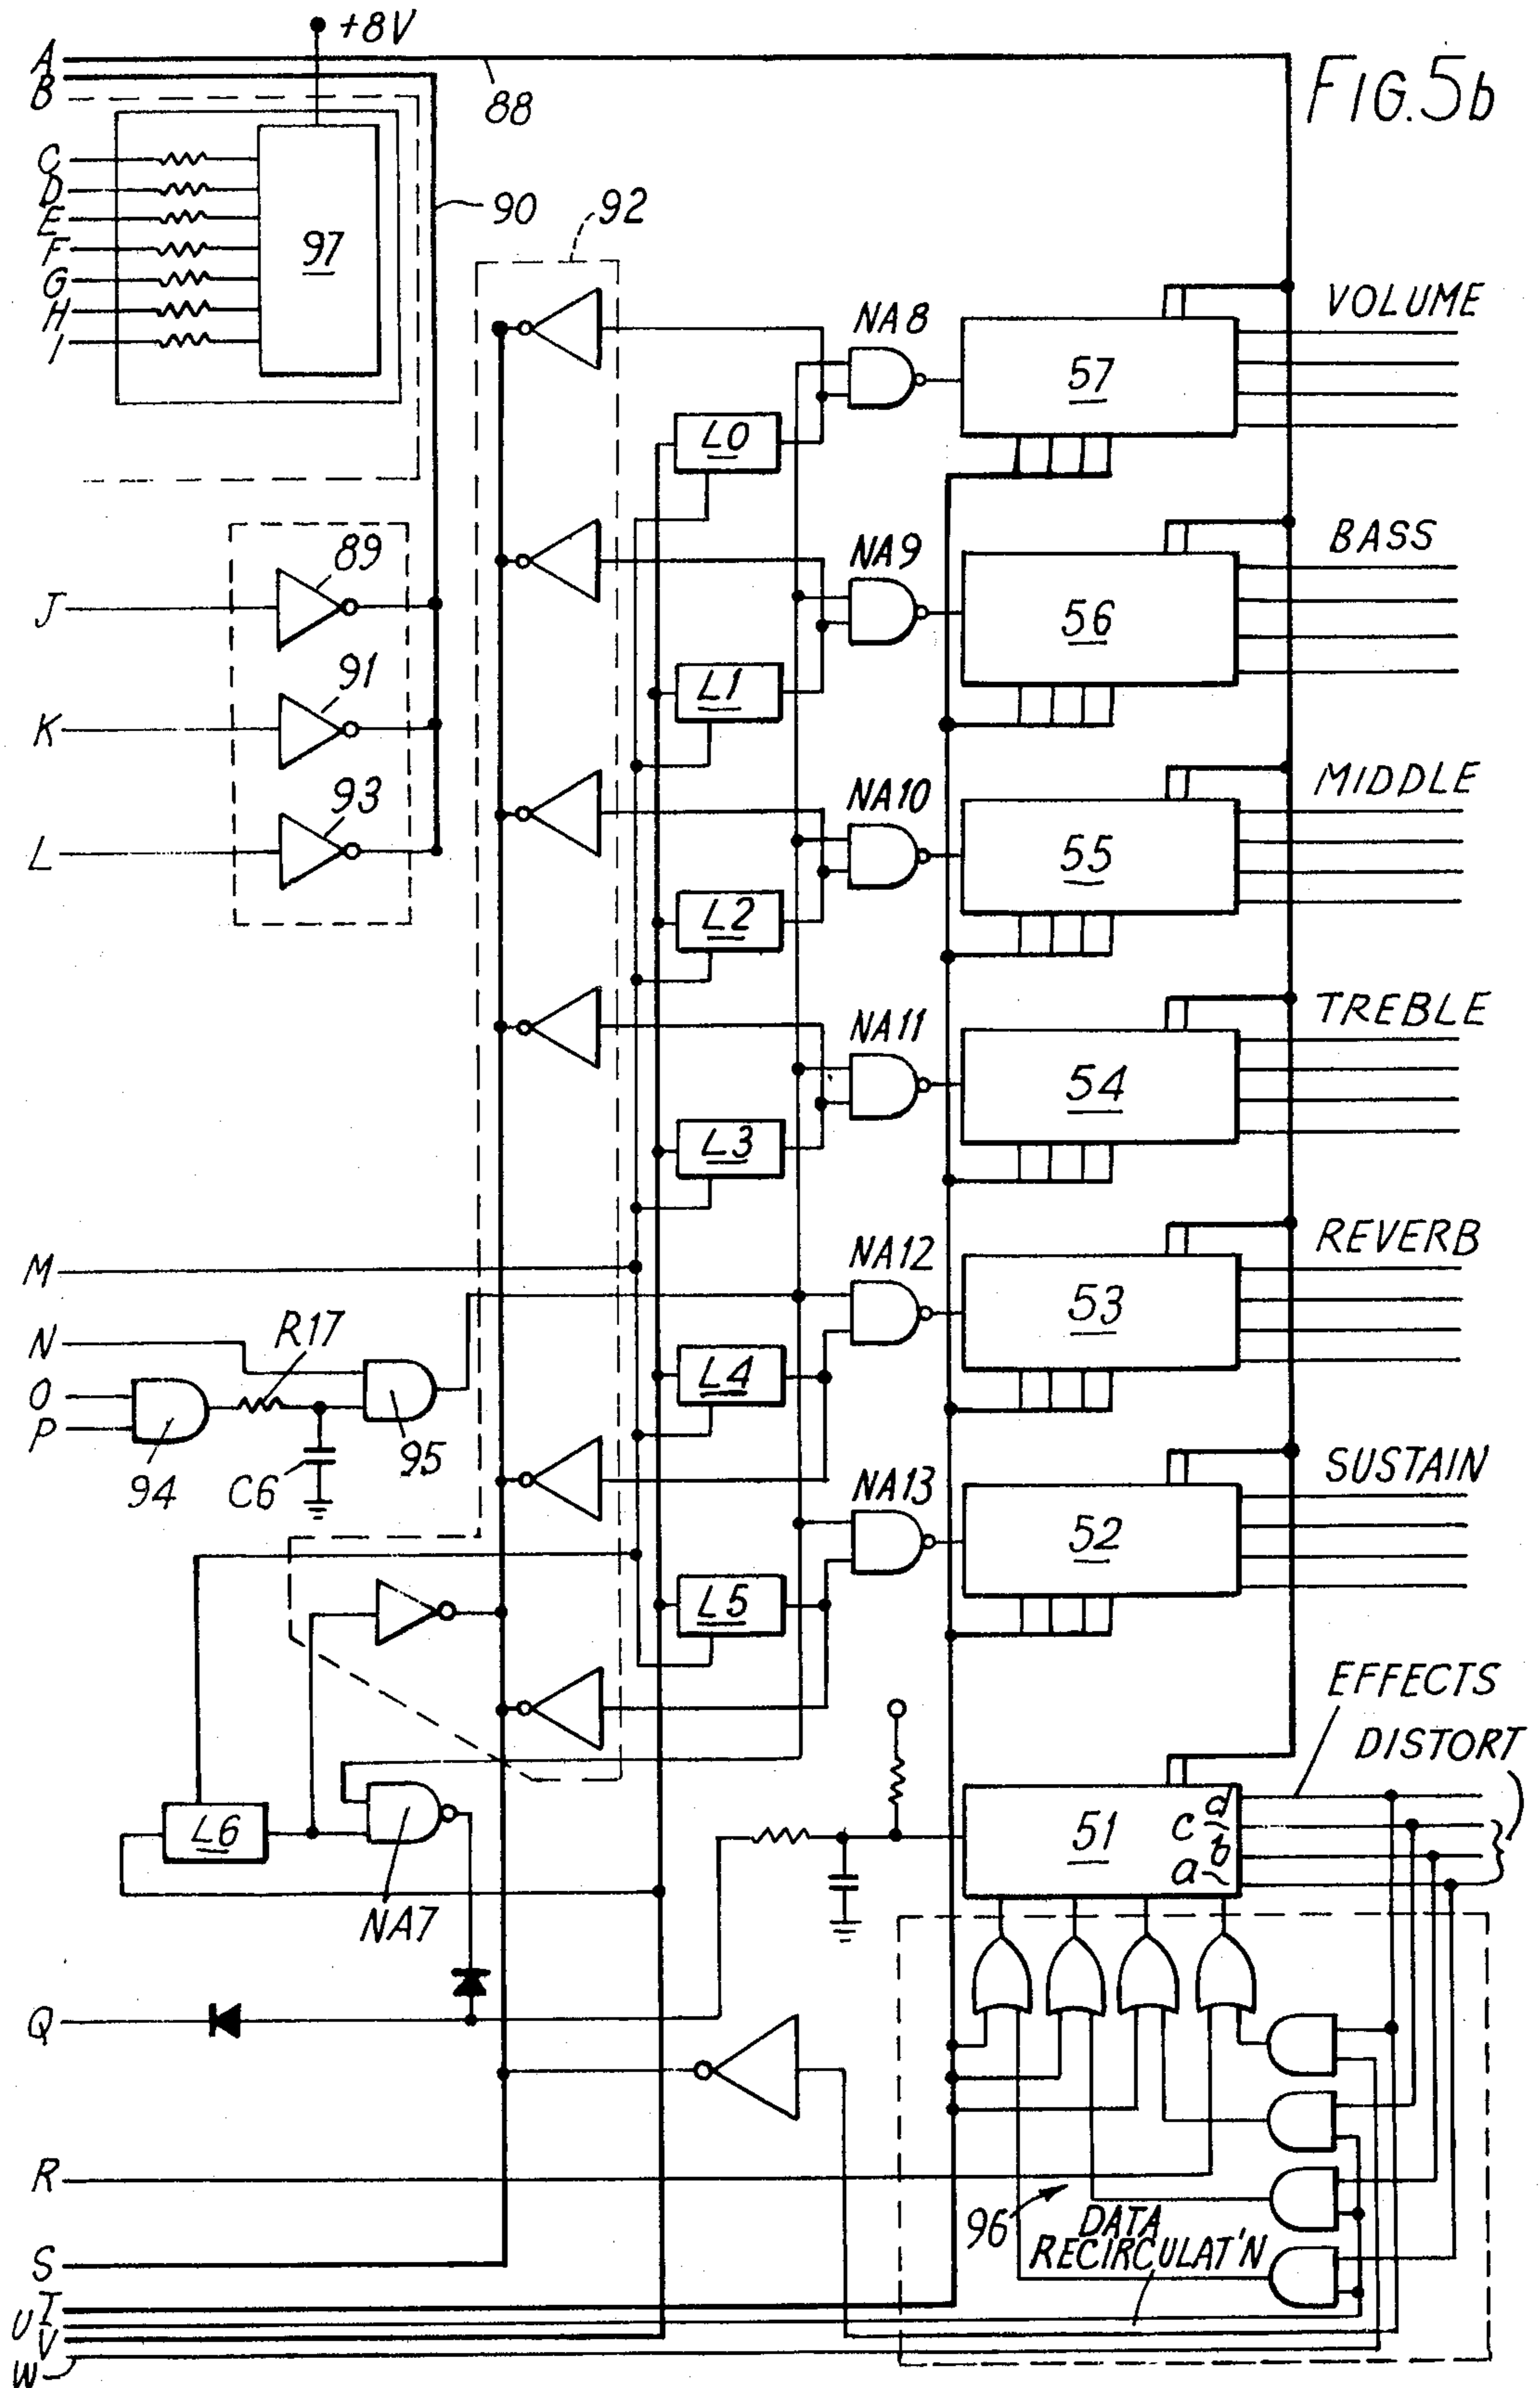 +8V
A
B
88
FIG.5b
C
D
E
F
G
H
I
97
90
92
VOLUME
NA8
57
L0
BASS
NA9
56
89
J
91
L1
K
MIDDLE
NA10
93
55
L
L2
TREBLE
NA11
54
L3
REVERB
M
NA12
53
R17
N
O
P
L4
95
94
C6
SUSTAIN
NA13
52
L5
EFFECTS
DISTORT
51
d
c
b
a
L6
NA7
Q
R
96
DATA
RECIRCULAT'N
S
T
U
V
W